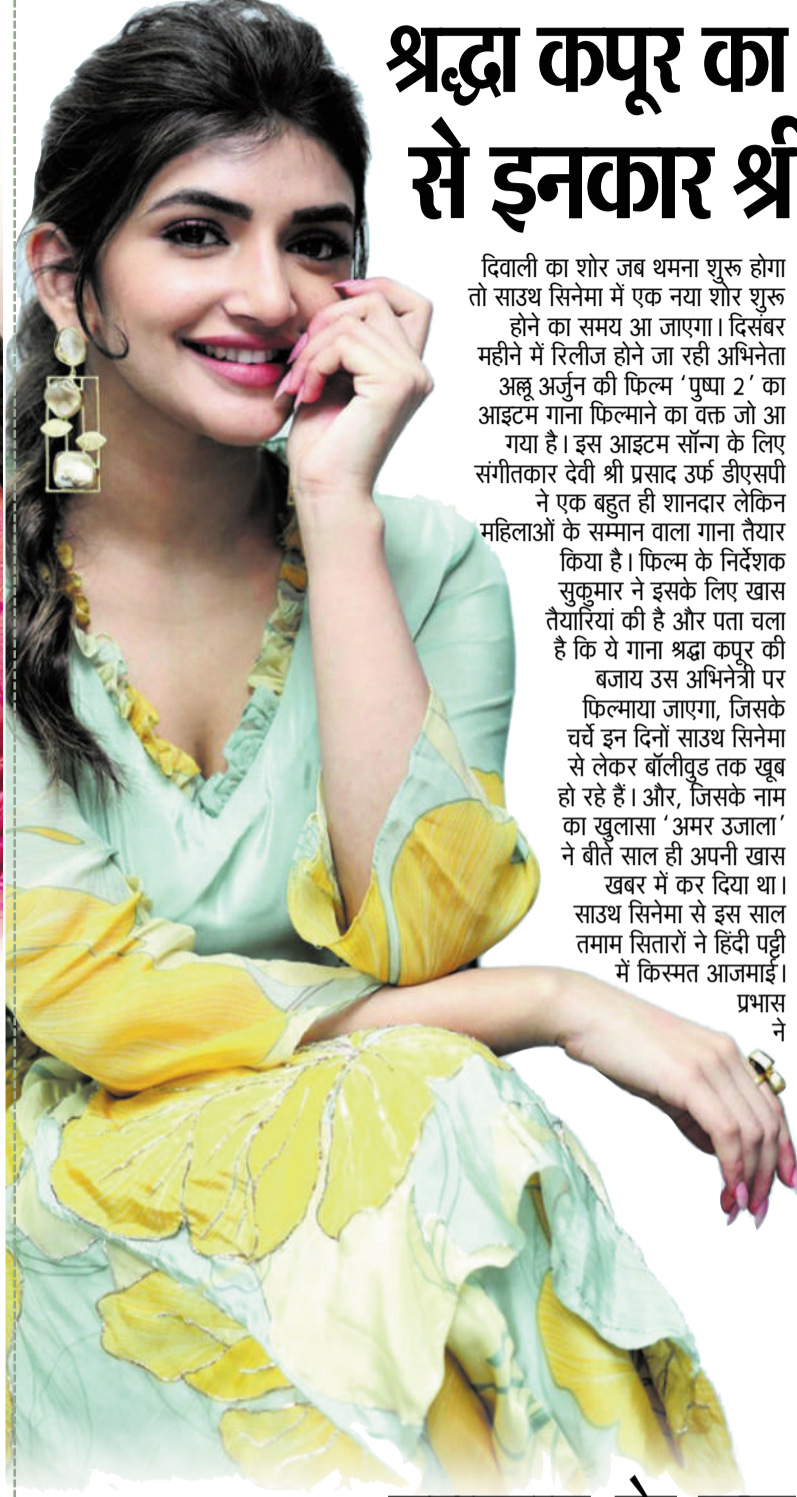 श्रद्धा कपूर का
से इनकार श्री
दिवाली का शोर जब थमना शुरू होगा
तो साउथ सिनेमा में एक नया शोर शुरू
होने का समय आ जाएगा। दिसंबर
महीने में रिलीज होने जा रही अभिनेता
अल्लू अर्जुन की फिल्म ‘पुष्पा 2’ का
आइटम गाना फिल्माने का वक्त जो आ
गया है। इस आइटम सॉन्ग के लिए
संगीतकार देवी श्री प्रसाद उर्फ डीएसपी
ने एक बहुत ही शानदार लेकिन
महिलाओं के सम्मान वाला गाना तैयार
किया है। फिल्म के निर्देशक
सुकुमार ने इसके लिए खास
तैयारियां की है और पता चला
है कि ये गाना श्रद्धा कपूर की
बजाय उस अभिनेत्री पर
फिल्माया जाएगा, जिसके
चर्चे इन दिनों साउथ सिनेमा
से लेकर बॉलीवुड तक खूब
हो रहे हैं। और, जिसके नाम
का खुलासा ‘अमर उजाला’
ने बीते साल ही अपनी खास
खबर में कर दिया था।
साउथ सिनेमा से इस साल
तमाम सितारों ने हिंदी पट्टी
में किस्मत आजमाई।
प्रभास
ने